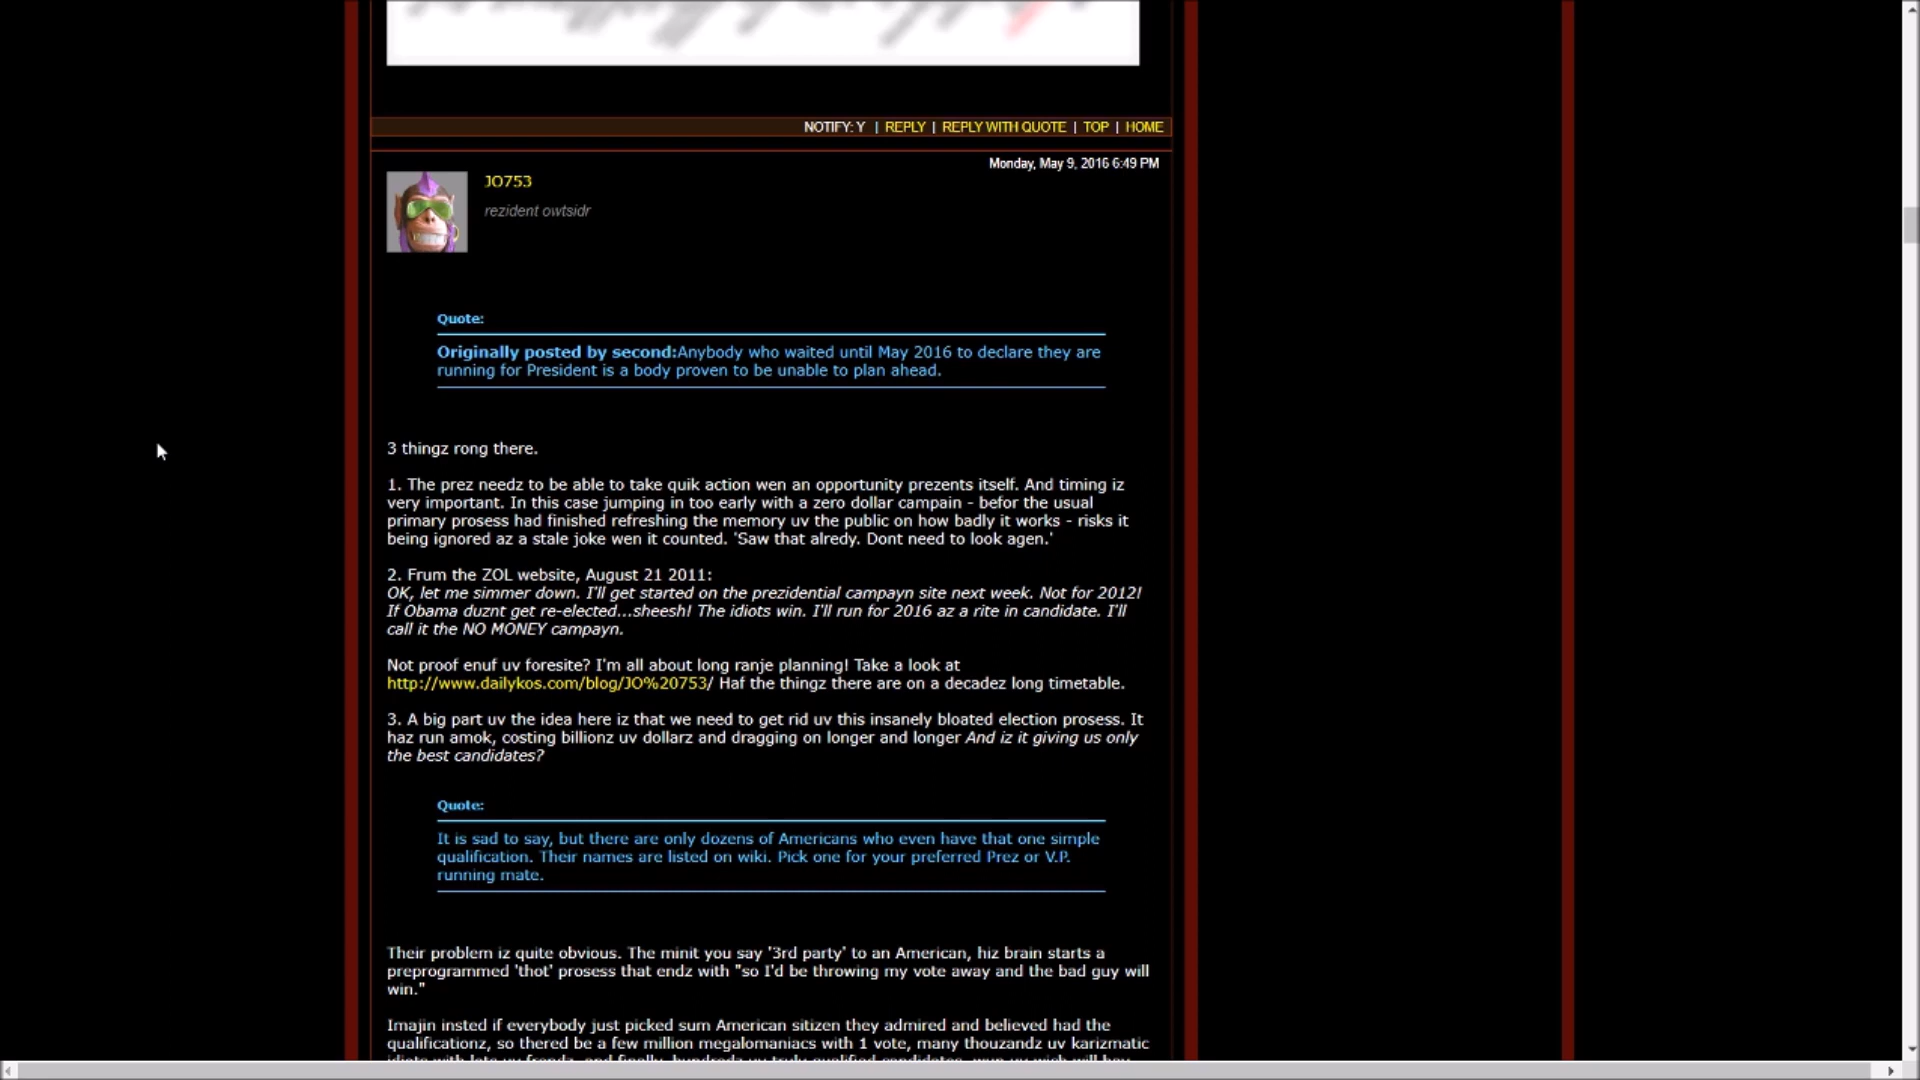 NOTIFY: Y | REPLY | REPLY WITH QUOTE | TOP | HOME
Monday, May 9, 2016 6:49 PM
JO753
rezident owtsidr
Quote:
Originally posted by second:Anybody who waited until May 2016 to declare they are
running for President is a body proven to be unable to plan ahead.
3 thingz rong there.
1. The prez needz to be able to take quik action wen an opportunity prezents itself. And timing iz
very important. In this case jumping in too early with a zero dollar campain - befor the usual
primary prosess had finished refreshing the memory uv the public on how badly it works - risks it
being ignored az a stale joke wen it counted. 'Saw that alredy. Dont need to look agen.'
2. Frum the ZOL website, August 21 2011:
OK, let me simmer down. I'll get started on the prezidential campayn site next week. Not for 2012!
If Obama duznt get re-elected...sheesh! The idiots win. I'll run for 2016 az a rite in candidate. I'll
call it the NO MONEY campayn.
Not proof enuf uv foresite? I'm all about long ranje planning! Take a look at
http://www.dailykos.com/blog/JO%20753/ Haf the thingz there are on a decadez long timetable.
3. A big part uv the idea here iz that we need to get rid uv this insanely bloated election prosess. It
haz run amok, costing billionz uv dollarz and dragging on longer and longer And iz it giving us only
the best candidates?
Quote:
It is sad to say, but there are only dozens of Americans who even have that one simple
qualification. Their names are listed on wiki. Pick one for your preferred Prez or V.P.
running mate.
Their problem iz quite obvious. The minit you say '3rd party' to an American, hiz brain starts a
preprogrammed 'thot' prosess that endz with "so I'd be throwing my vote away and the bad guy will
win."
Imajin insted if everybody just picked sum American sitizen they admired and believed had the
qualificationz, so thered be a few million megalomaniacs with 1 vote, many thouzandz uv karizmatic